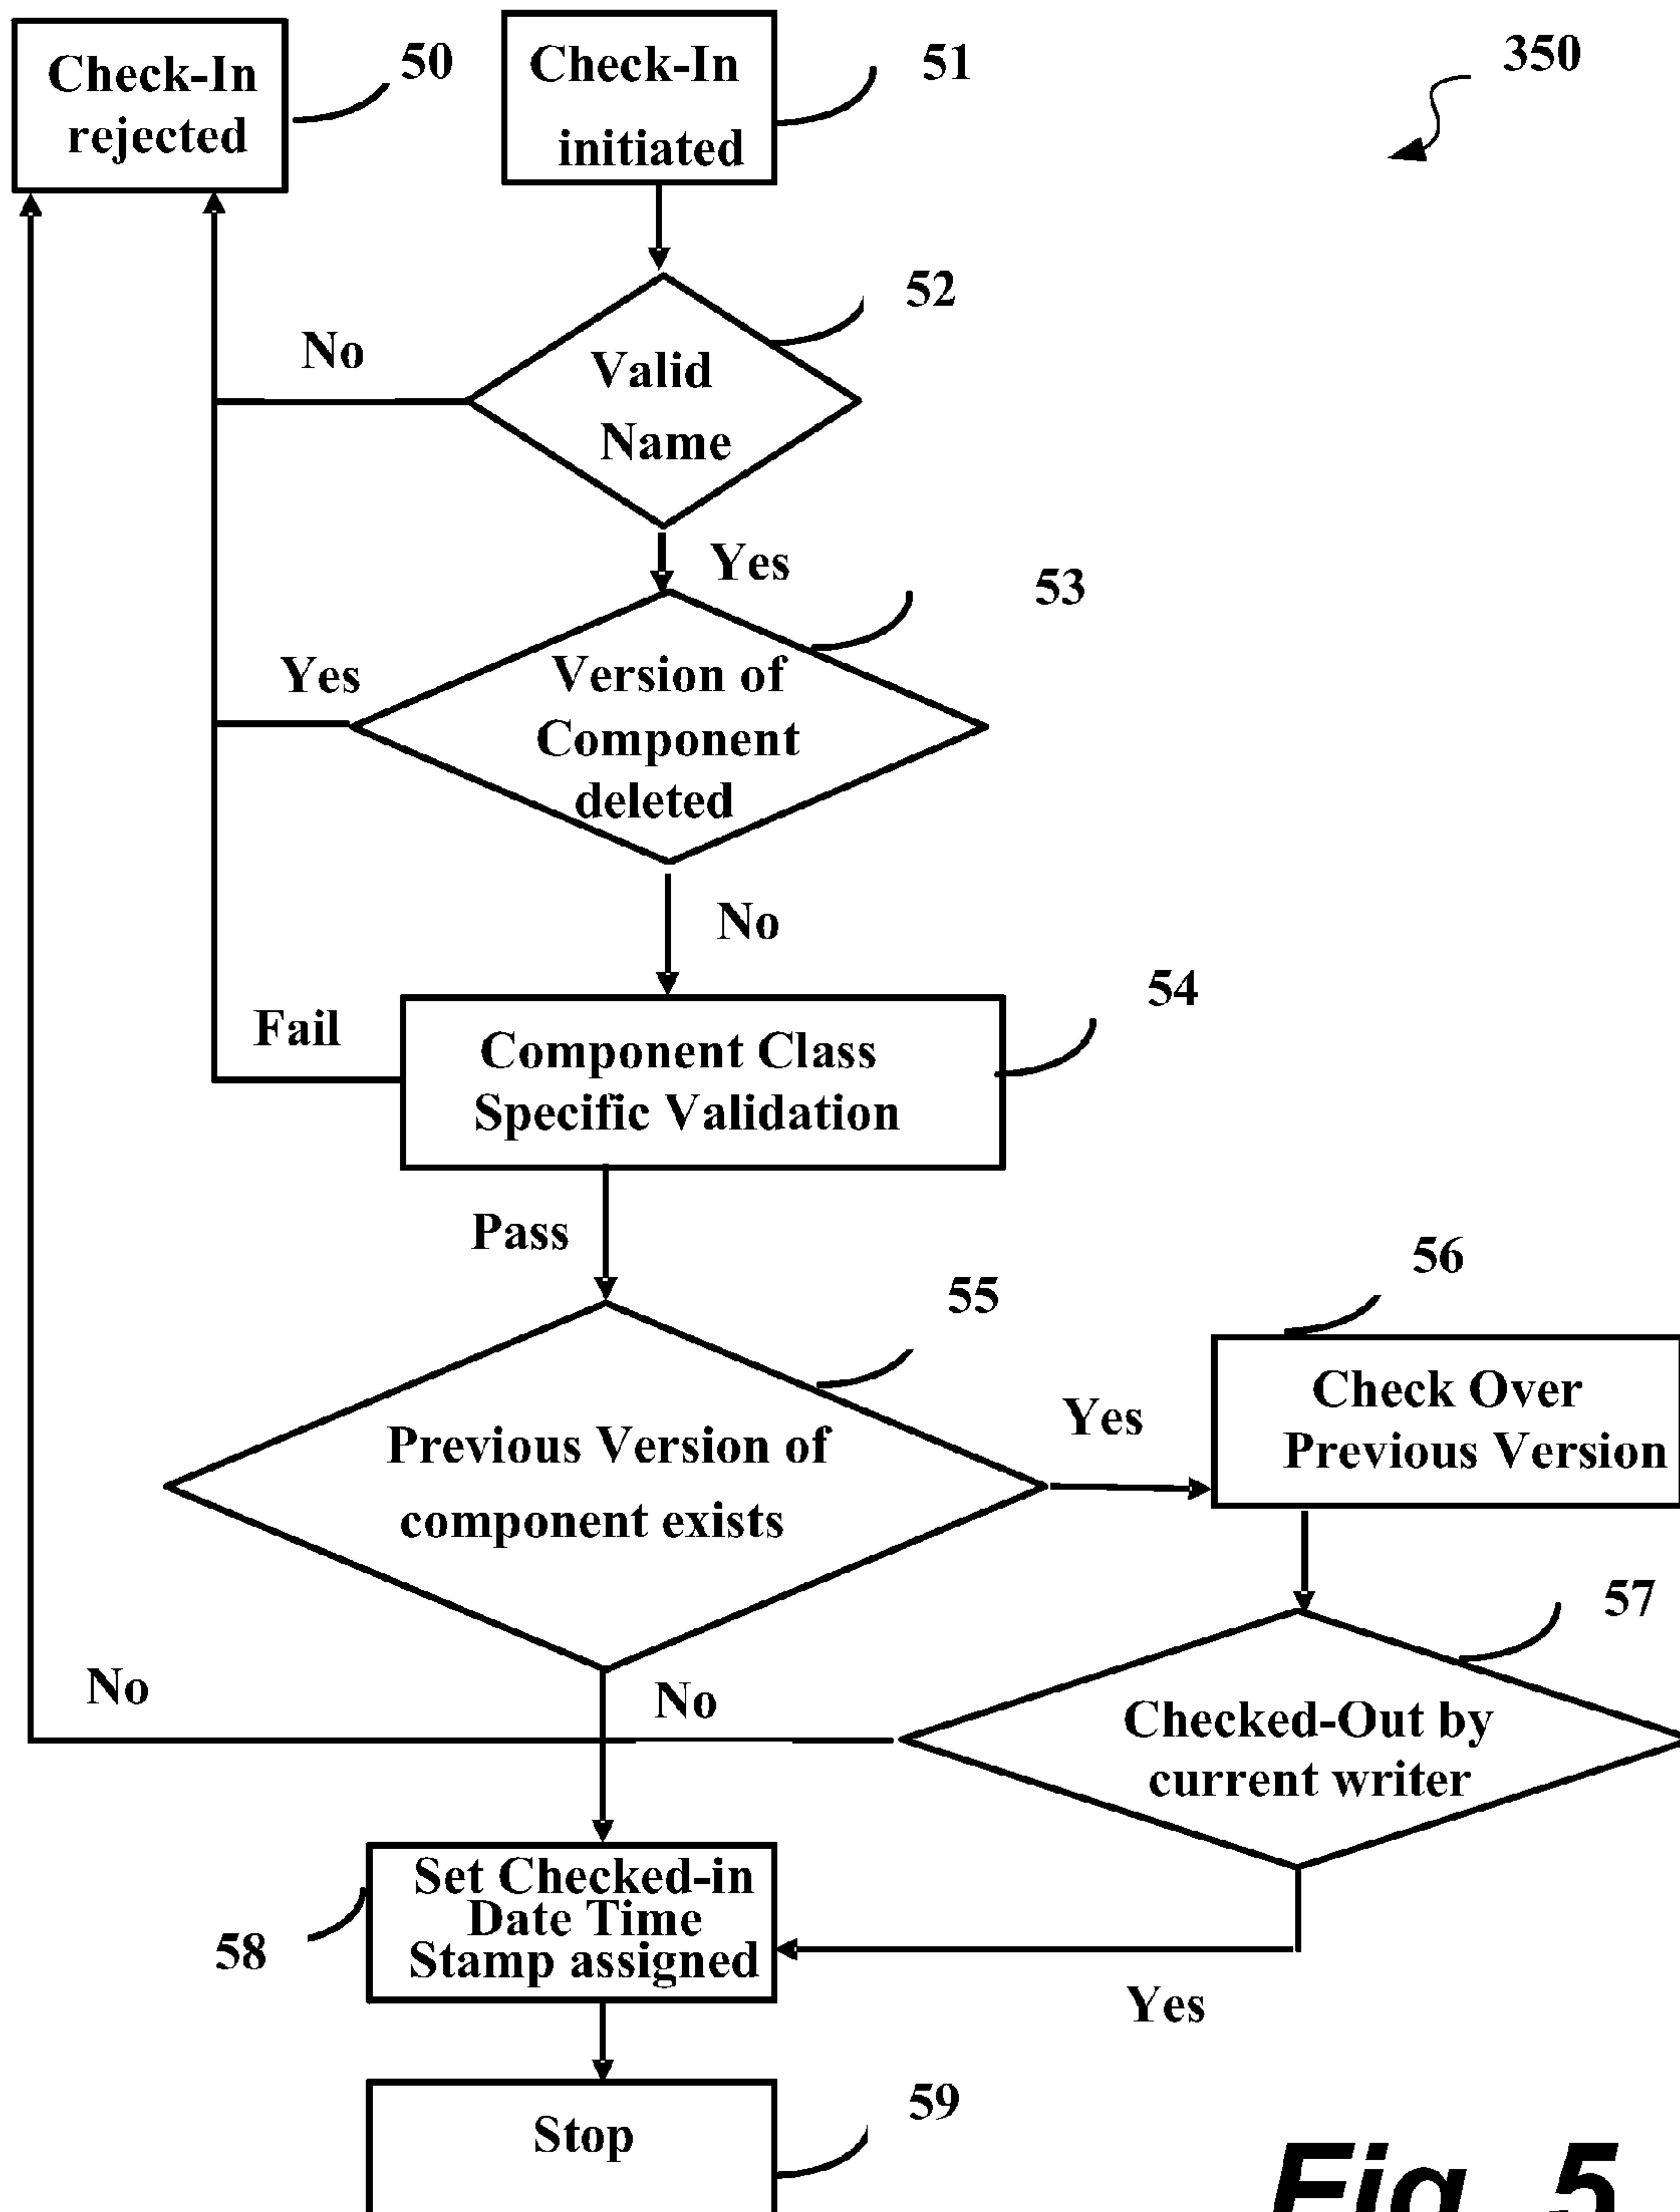 Check-In
rejected
50
Check-In
initiated
51
350
52
No
Valid
Name
Yes
53
Yes
Version of
Component
deleted
No
54
Fail
Component Class
Specific Validation
Pass
55
56
Check Over
Previous Version
Yes
Previous Version of
component exists
57
No
No
Checked-Out by
current writer
Set Checked-in
Date Time
Stamp assigned
58
Yes
59
Stop
Fig. 5